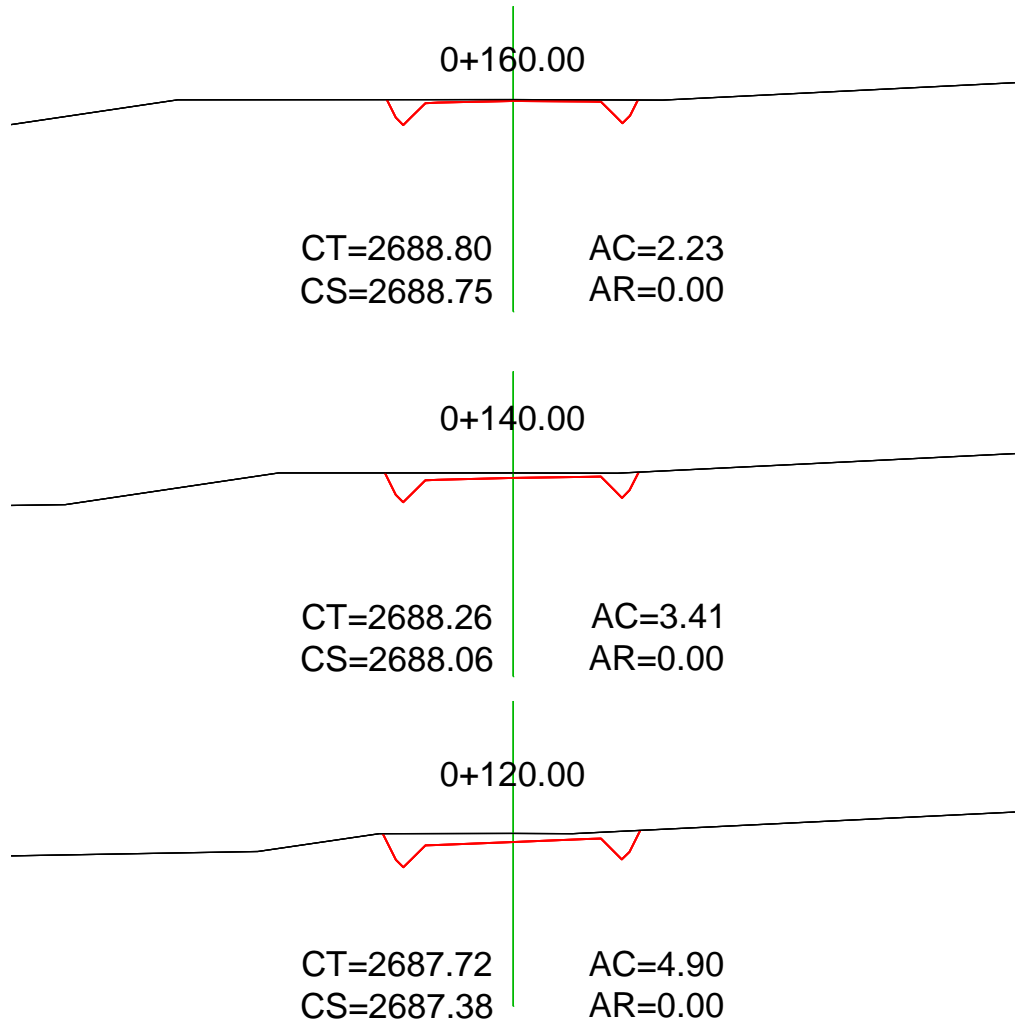 0+160.00
CT=2688.80 AC=2.23
CS=2688.75 AR=0.00
0+140.00
CT=2688.26 AC=3.41
CS=2688.06 AR=0.00
0+120.00
CT=2687.72 AC=4.90
CS=2687.38 AR=0.00